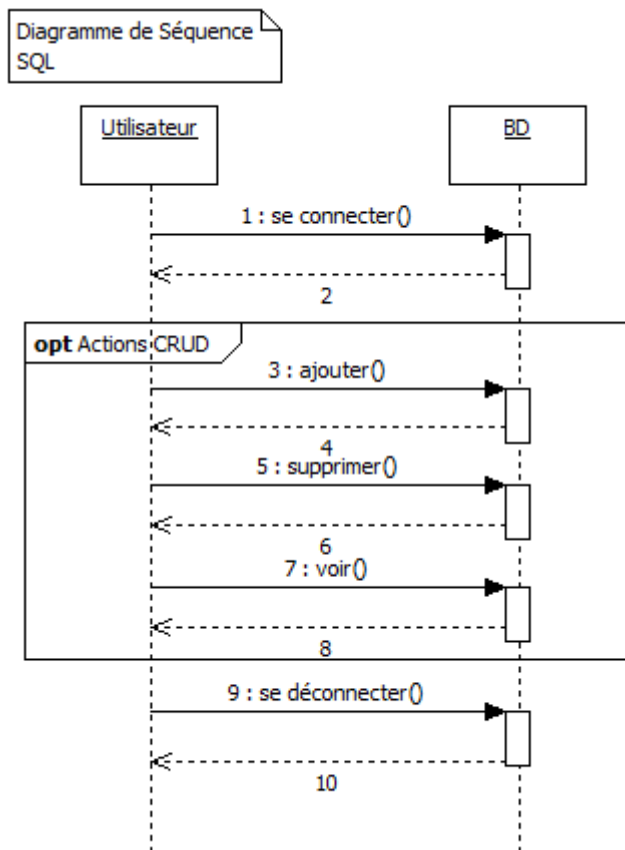 Diagramme de Séquence
SQL
Utilisateur
BD
1 : se connecter()
2
opt Actions CRUD
3 : ajouter()
4
5 : supprimer()
6
7 : voir()
8
9 : se déconnecter()
10